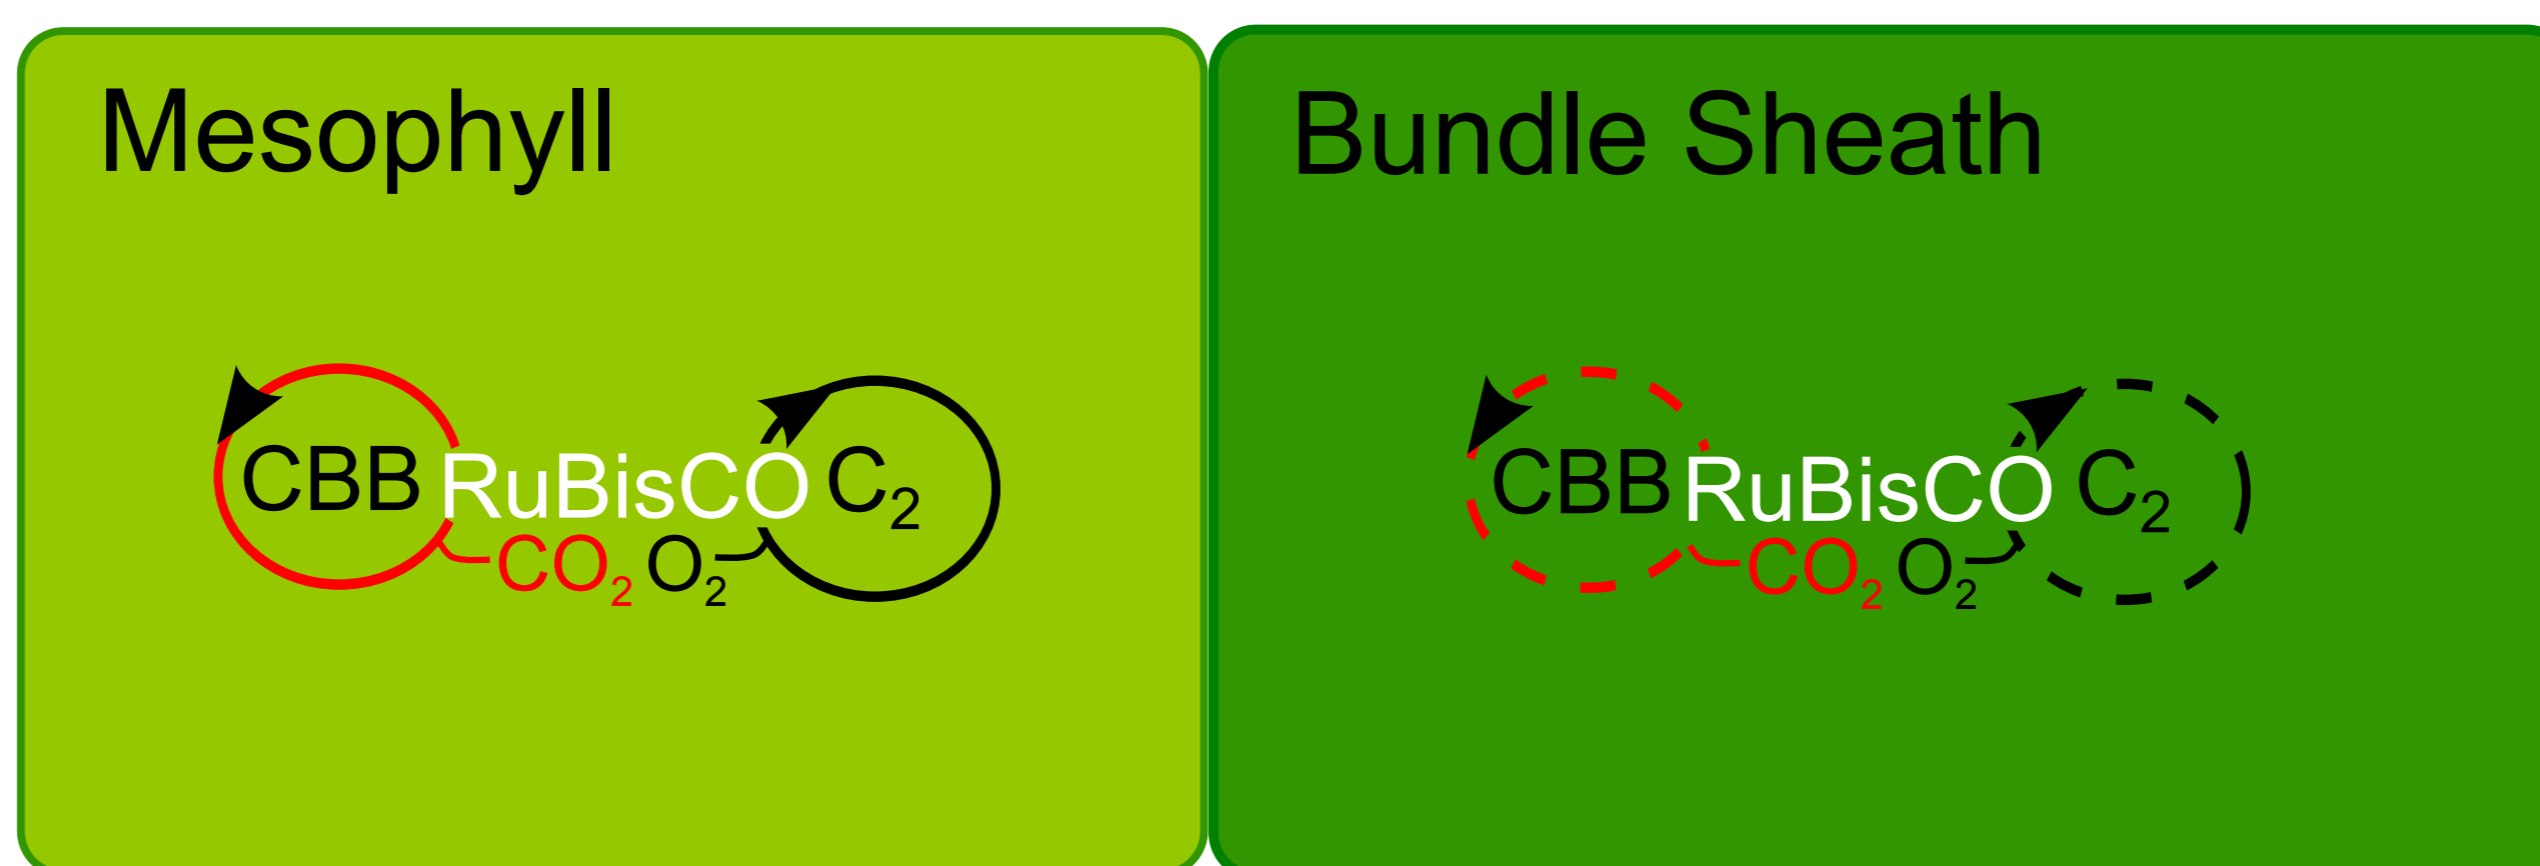 Mesophyll
CBB RuBisCO C₂
CO₂ O₂
Bundle Sheath
CBB RuBisCO C₂
CO₂ O₂